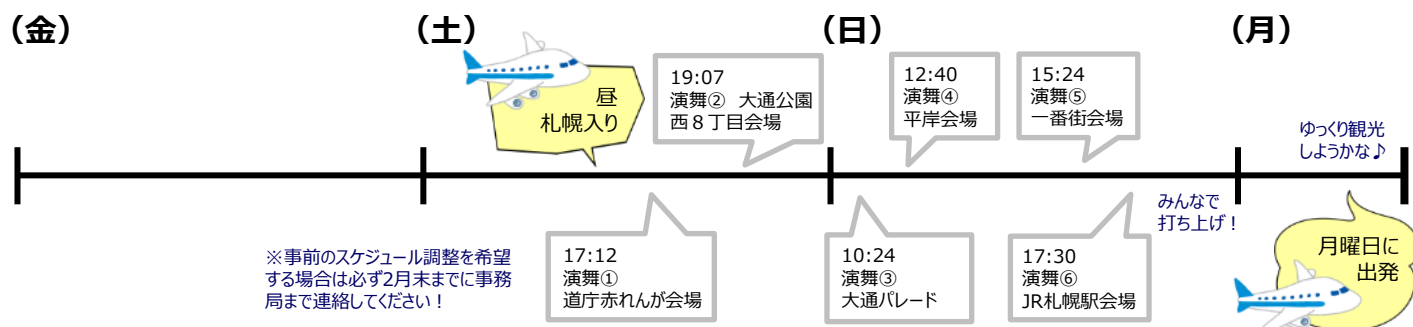 (金)
(土)
(日)
(月)
昼
札幌入り
19:07
演舞② 大通公園
西8丁目会場
12:40
演舞④
平岸会場
15:24
演舞⑤
一番街会場
ゆっくり観光
しようかな♪
※事前のスケジュール調整を希望
する場合は必ず2月末までに事務
局まで連絡してください！
17:12
演舞①
道庁赤れんが会場
10:24
演舞③
大通パレード
17:30
演舞⑥
JR札幌駅会場
みんなで
打ち上げ！
月曜日に
出発